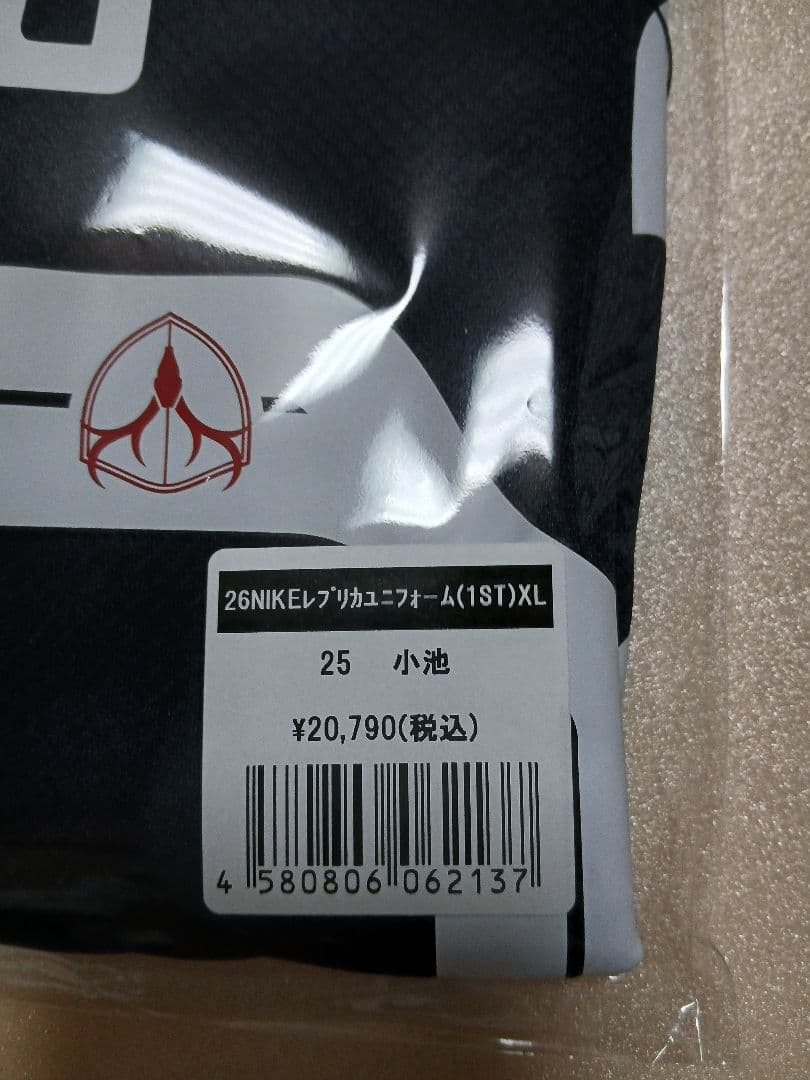 26NIKEﾚﾌﾟﾘｶﾕﾆﾌｫｰﾑ(1ST)XL
25 小池
¥20,790(税込)
4 580806 062137